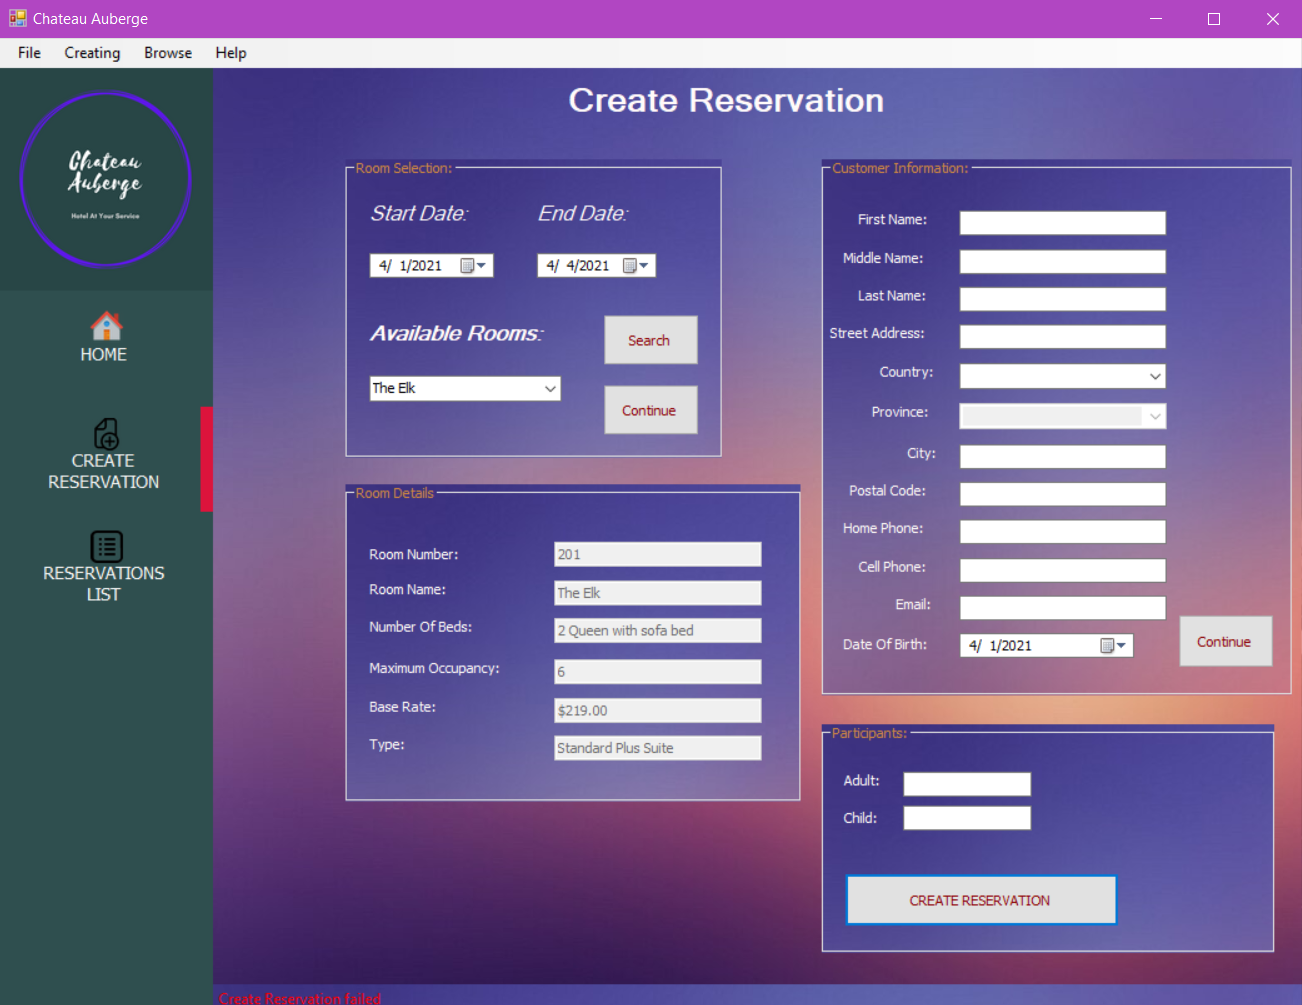 Chateau Auberge
File Creating Browse Help
Chateau
Auberge
Hotel At Your Service
HOME
CREATE
RESERVATION
RESERVATIONS
LIST
Create Reservation
Room Selection:
Start Date: End Date:
4/ 1/2021 4/ 4/2021
Available Rooms:
Search
The Elk
Continue
Room Details
Room Number: 201
Room Name: The Elk
Number Of Beds: 2 Queen with sofa bed
Maximum Occupancy: 6
Base Rate: $219.00
Type: Standard Plus Suite
Customer Information:
First Name:
Middle Name:
Last Name:
Street Address:
Country:
Province:
City:
Postal Code:
Home Phone:
Cell Phone:
Email:
Date Of Birth: 4/ 1/2021
Continue
Participants:
Adult:
Child:
CREATE RESERVATION
Create Reservation failed